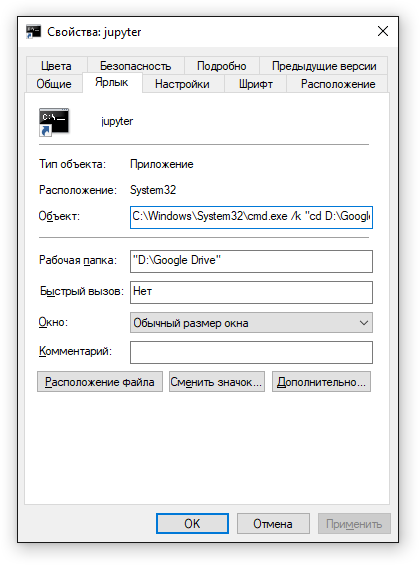 Свойства: jupyter
Цвета Безопасность Подробно Предыдущие версии
Общие Ярлык Настройки Шрифт Расположение
C:\
jupyter
Тип объекта: Приложение
Расположение: System32
Объект: C:\Windows\System32\cmd.exe /k "cd D:\Google
Рабочая папка: "D:\Google Drive"
Быстрый вызов: Нет
Окно: Обычный размер окна
Комментарий:
Расположение файла Сменить значок... Дополнительно...
OK Отмена Применить